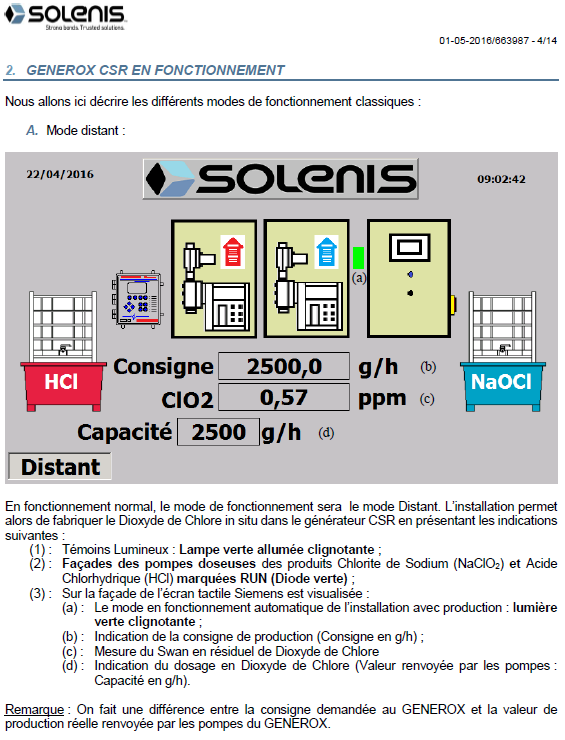 SOLENIS
Strong bonds. Trusted solutions.
01-05-2016/663987 - 4/14
2. GENEROX CSR EN FONCTIONNEMENT
Nous allons ici décrire les différents modes de fonctionnement classiques :
A. Mode distant :
22/04/2016
SOLENIS
09:02:42
(a)
HCl
NaOCl
Consigne 2500,0 g/h (b)
ClO2 0,57 ppm (c)
Capacité 2500 g/h (d)
Distant
En fonctionnement normal, le mode de fonctionnement sera le mode Distant. L'installation permet
alors de fabriquer le Dioxyde de Chlore in situ dans le générateur CSR en présentant les indications
suivantes :
(1) : Témoins Lumineux : Lampe verte allumée clignotante ;
(2) : Façades des pompes doseuses des produits Chlorite de Sodium (NaClO₂) et Acide
Chlorhydrique (HCl) marquées RUN (Diode verte) ;
(3) : Sur la façade de l'écran tactile Siemens est visualisée :
(a) : Le mode en fonctionnement automatique de l'installation avec production : lumière
verte clignotante ;
(b) : Indication de la consigne de production (Consigne en g/h) ;
(c) : Mesure du Swan en résiduel de Dioxyde de Chlore
(d) : Indication du dosage en Dioxyde de Chlore (Valeur renvoyée par les pompes :
Capacité en g/h).
Remarque : On fait une différence entre la consigne demandée au GENEROX et la valeur de
production réelle renvoyée par les pompes du GENEROX.